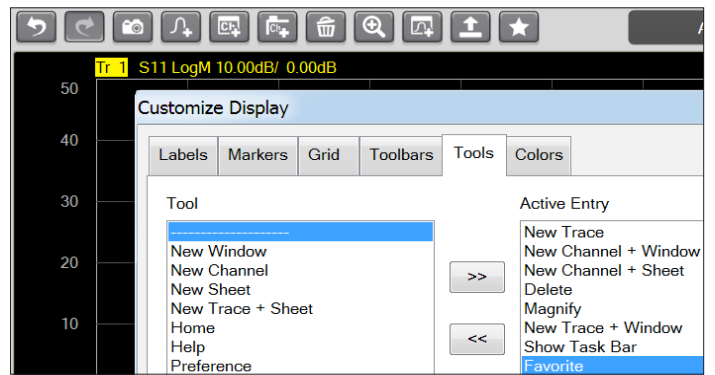 A
Tr 1 S11 LogM 10.00dB/ 0.00dB
50
Customize Display
40
Labels Markers Grid Toolbars Tools Colors
30
Tool
Active Entry
--------------------
New Trace
New Window
New Channel + Window
20
New Channel
New Channel + Sheet
>>
New Sheet
Delete
New Trace + Sheet
Magnify
10
Home
New Trace + Window
<<
Help
Show Task Bar
Preference
Favorite